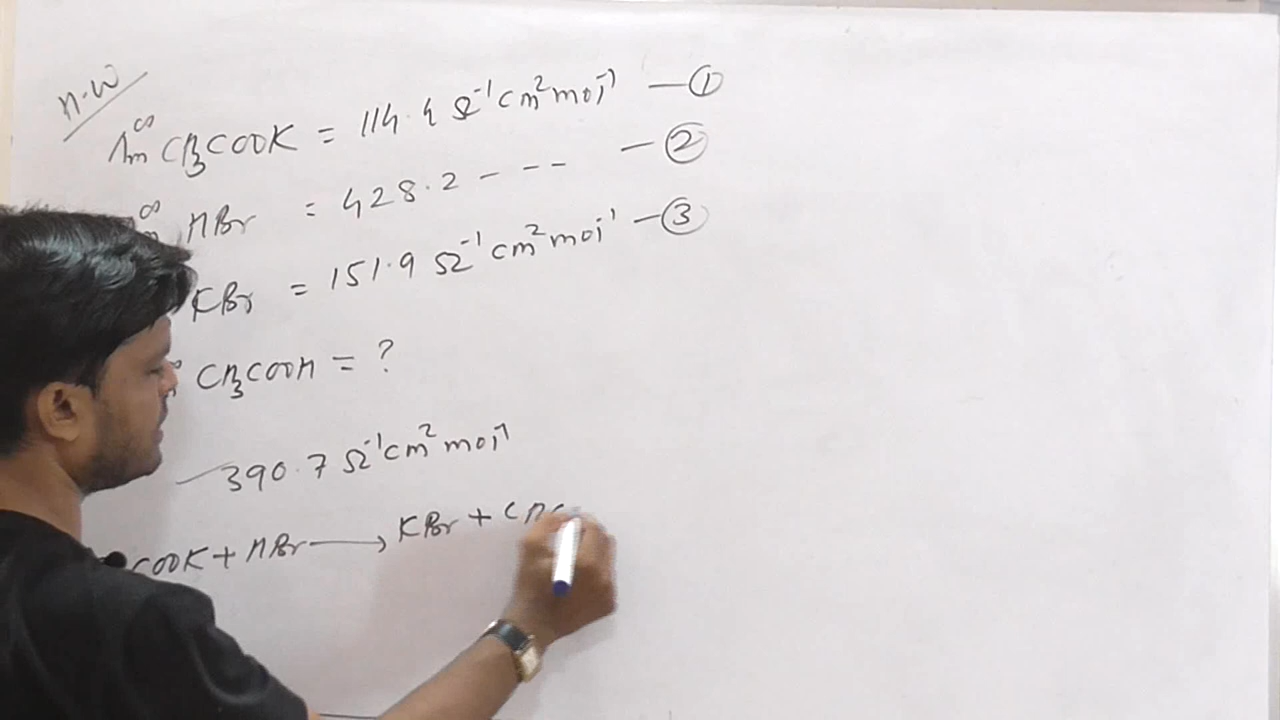 H.W
Λm∞ CH3COOK = 114.4 Ω-1 cm2 mol-1 — ①
∞ HBr = 428.2 - - - — ②
KBr = 151.9 Ω-1 cm2 mol-1 — ③
CH3COOH = ?
390.7 Ω-1 cm2 mol-1
COOK + HBr → KBr + CH